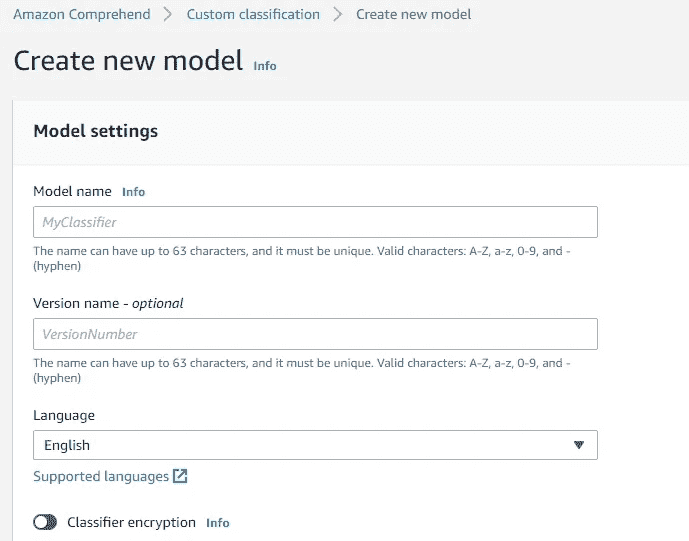 Amazon Comprehend > Custom classification > Create new model
Create new model Info
Model settings
Model name Info
MyClassifier
The name can have up to 63 characters, and it must be unique. Valid characters: A-Z, a-z, 0-9, and -
(hyphen)
Version name - optional
VersionNumber
The name can have up to 63 characters, and it must be unique. Valid characters: A-Z, a-z, 0-9, and -
(hyphen)
Language
English
Supported languages
Classifier encryption Info